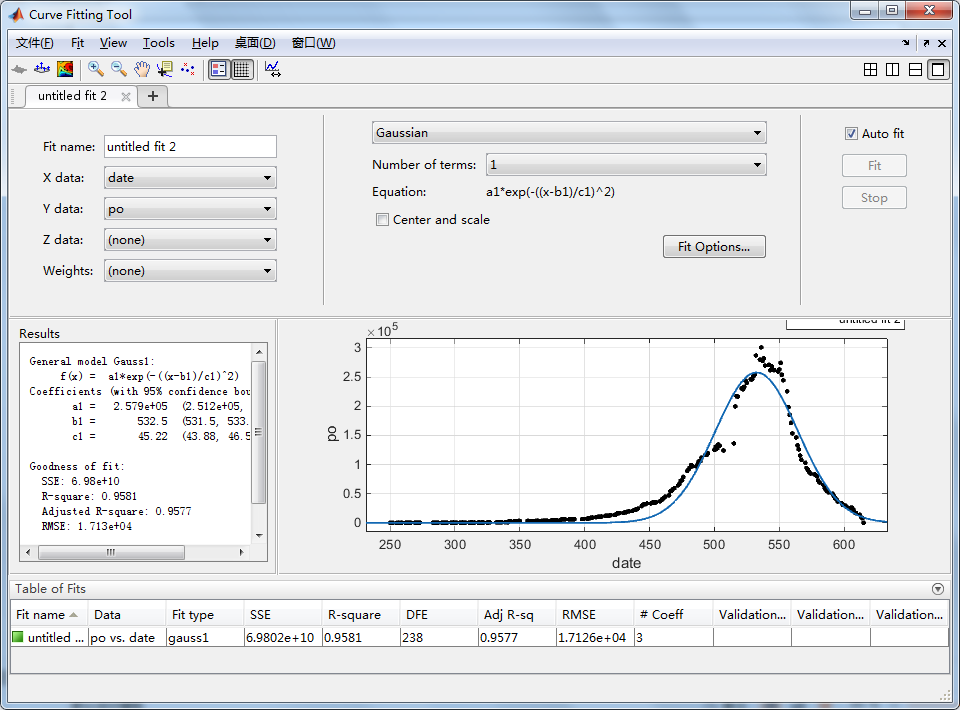 Curve Fitting Tool
文件(F) Fit View Tools Help 桌面(D) 窗口(W)
untitled fit 2
Fit name: untitled fit 2
X data: date
Y data: po
Z data: (none)
Weights: (none)
Gaussian
Number of terms: 1
Equation: a1*exp(-((x-b1)/c1)^2)
Center and scale
Fit Options...
Auto fit
Fit
Stop
Results
General model Gauss1:
f(x) = a1*exp(-((x-b1)/c1)^2)
Coefficients (with 95% confidence bou
a1 = 2.579e+05 (2.512e+05,
b1 = 532.5 (531.5, 533.
c1 = 45.22 (43.88, 46.5
Goodness of fit:
SSE: 6.98e+10
R-square: 0.9581
Adjusted R-square: 0.9577
RMSE: 1.713e+04
untitled fit 2
×10^5
3
2.5
2
1.5
1
0.5
0
po
250 300 350 400 450 500 550 600
date
Table of Fits
Fit name Data Fit type SSE R-square DFE Adj R-sq RMSE # Coeff Validation... Validation... Validation...
untitled ... po vs. date gauss1 6.9802e+10 0.9581 238 0.9577 1.7126e+04 3